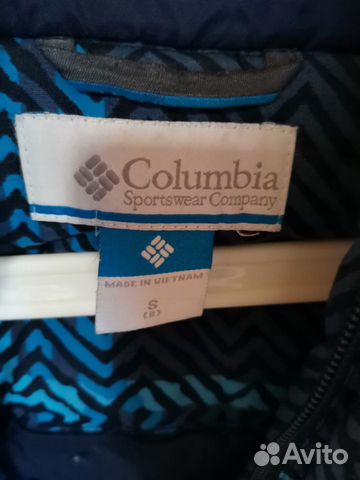 Columbia
Sportswear Company
MADE IN VIETNAM
S
(8)
Avito